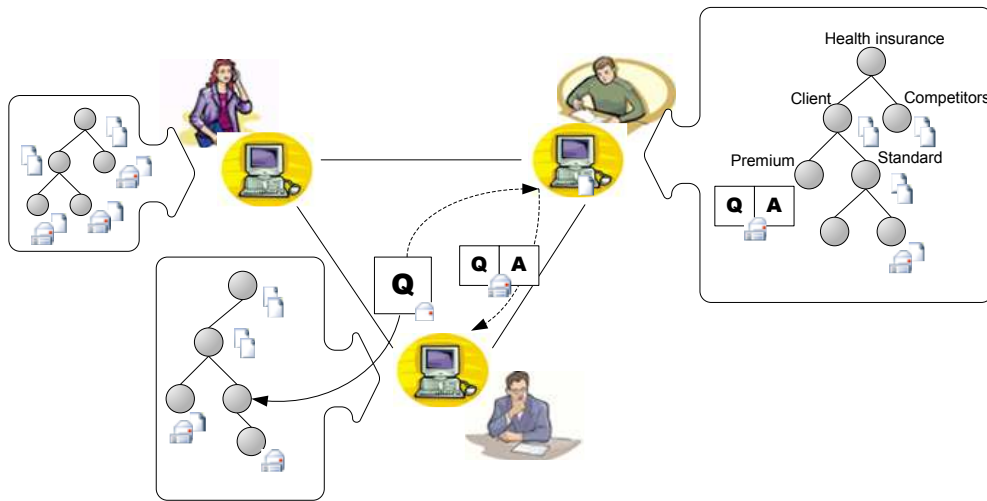 Health insurance
Client
Competitors
Premium
Standard
Q A
Q
Q A